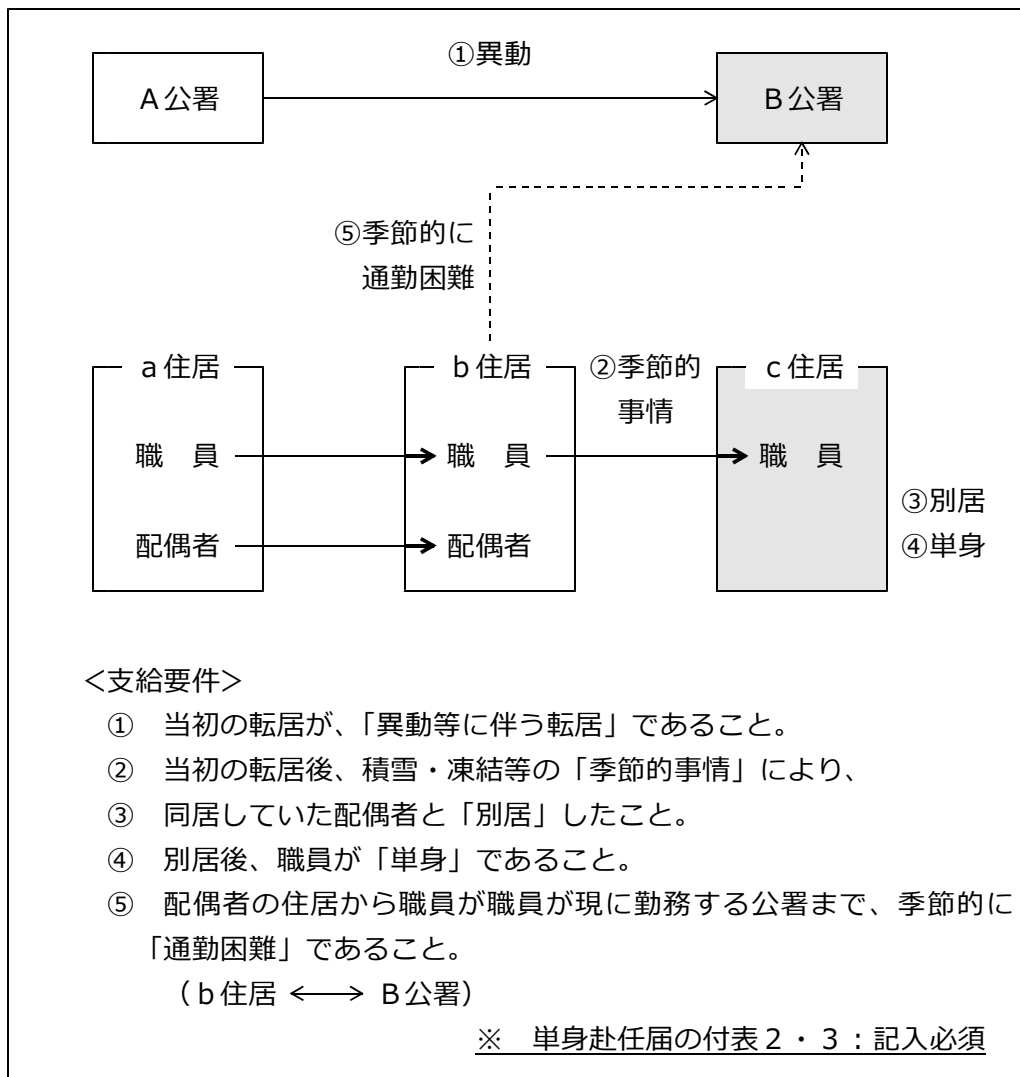 ①異動
A公署
B公署
⑤季節的に
通勤困難
a住居
b住居
②季節的
事情
c住居
職　員
職　員
職　員
③別居
配偶者
配偶者
④単身
＜支給要件＞
①　当初の転居が、「異動等に伴う転居」であること。
②　当初の転居後、積雪・凍結等の「季節的事情」により、
③　同居していた配偶者と「別居」したこと。
④　別居後、職員が「単身」であること。
⑤　配偶者の住居から職員が職員が現に勤務する公署まで、季節的に
「通勤困難」であること。
（b住居 ⟷ B公署）
※　単身赴任届の付表２・３：記入必須